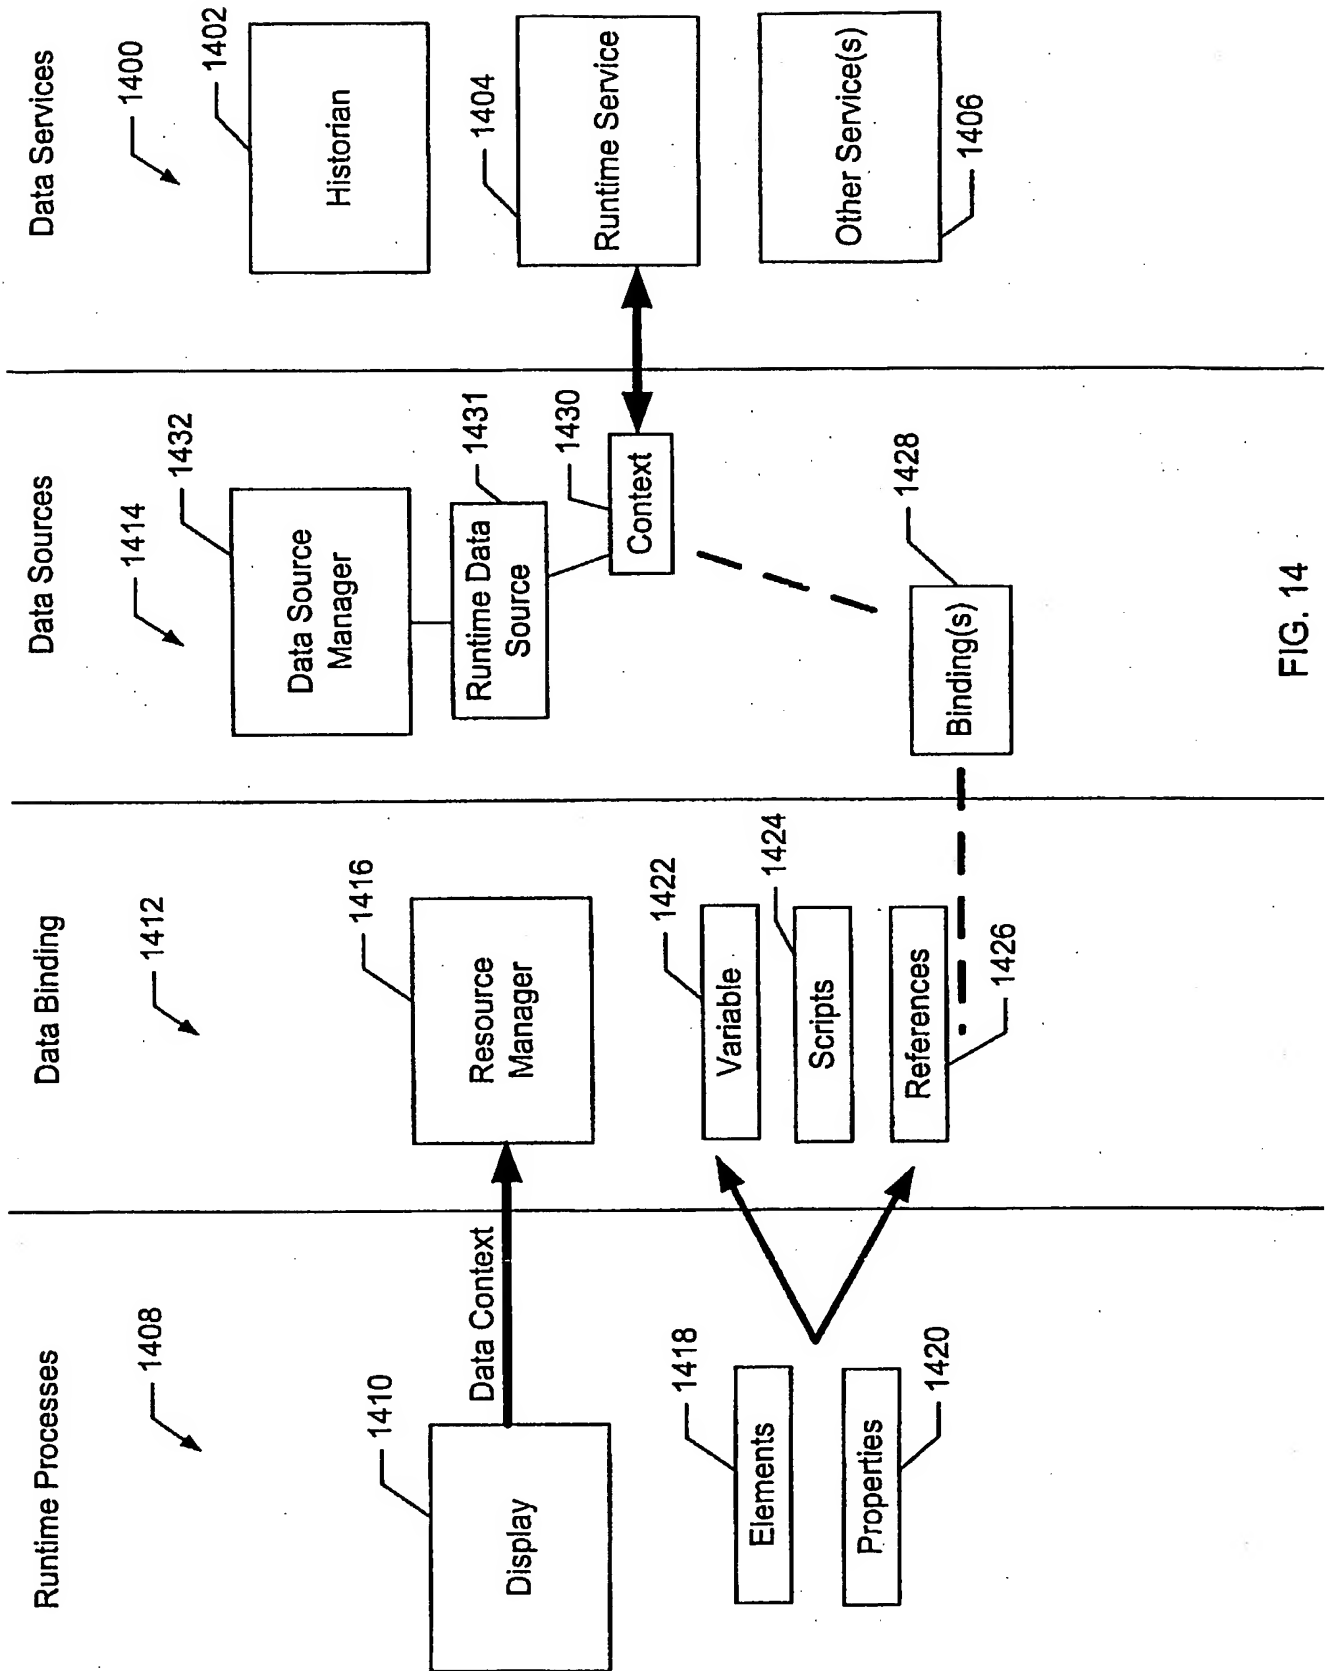 Runtime Processes
1408
1410
Display
Data Context
1418
Elements
Properties
1420
Data Binding
1412
1416
Resource
Manager
1422
Variable
1424
Scripts
References
1426
Data Sources
1414
1432
Data Source
Manager
1431
Runtime Data
Source
1430
Context
1428
Binding(s)
Data Services
1400
1402
Historian
1404
Runtime Service
Other Service(s)
1406
FIG. 14